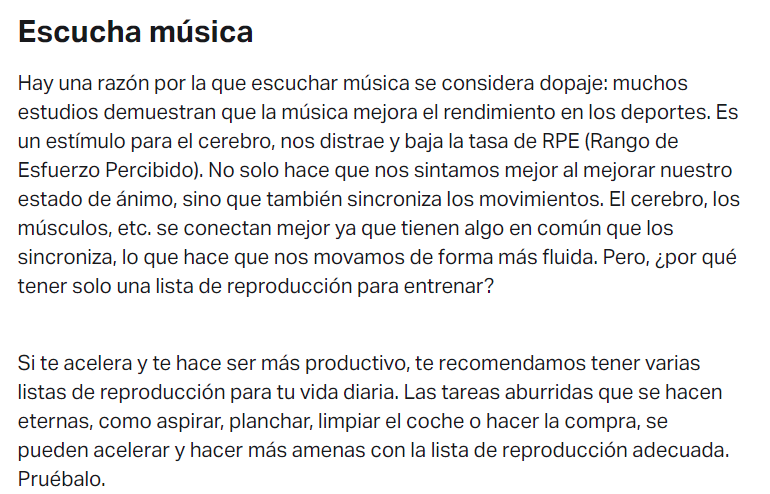 Escucha música
Hay una razón por la que escuchar música se considera dopaje: muchos
estudios demuestran que la música mejora el rendimiento en los deportes. Es
un estímulo para el cerebro, nos distrae y baja la tasa de RPE (Rango de
Esfuerzo Percibido). No solo hace que nos sintamos mejor al mejorar nuestro
estado de ánimo, sino que también sincroniza los movimientos. El cerebro, los
músculos, etc. se conectan mejor ya que tienen algo en común que los
sincroniza, lo que hace que nos movamos de forma más fluida. Pero, ¿por qué
tener solo una lista de reproducción para entrenar?
Si te acelera y te hace ser más productivo, te recomendamos tener varias
listas de reproducción para tu vida diaria. Las tareas aburridas que se hacen
eternas, como aspirar, planchar, limpiar el coche o hacer la compra, se
pueden acelerar y hacer más amenas con la lista de reproducción adecuada.
Pruébalo.